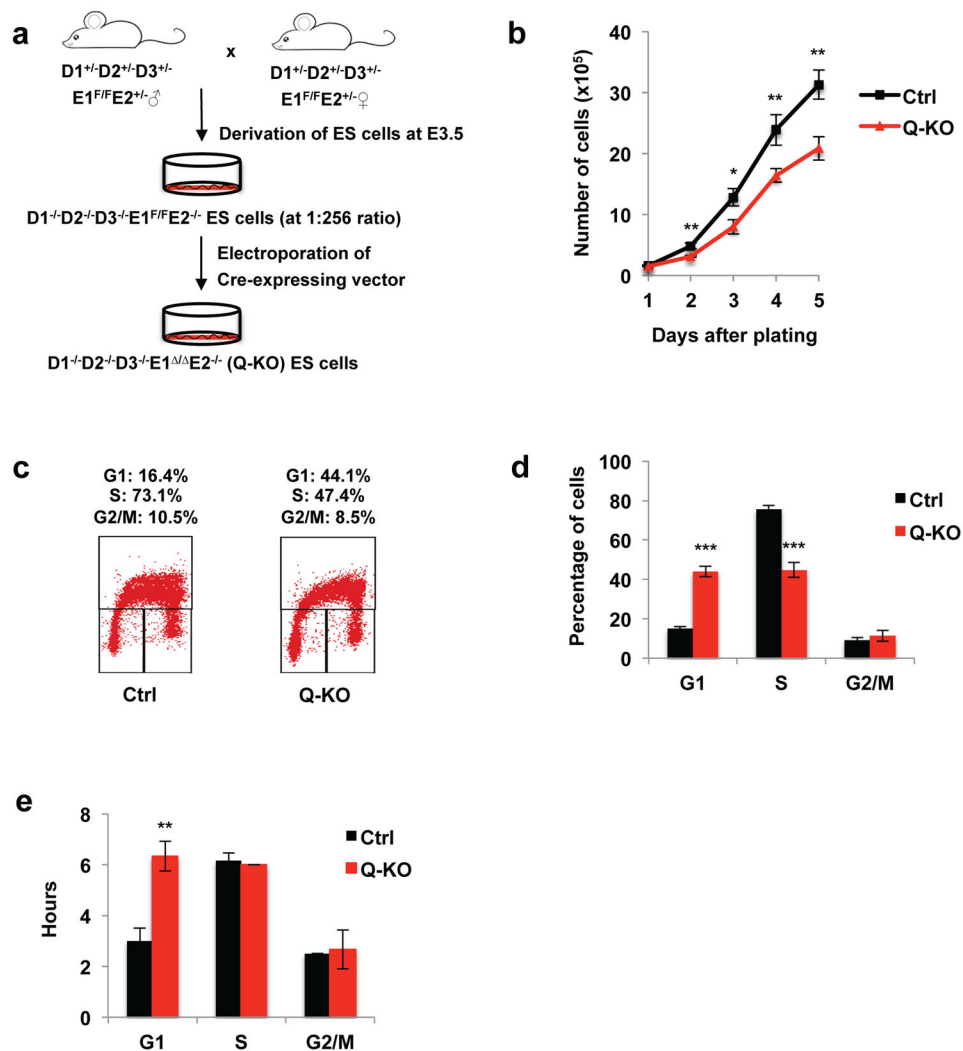 a
x
D1+/-D2+/-D3+/-
E1F/FE2+/-♂
D1+/-D2+/-D3+/-
E1F/FE2+/-♀
Derivation of ES cells at E3.5
D1-/-D2-/-D3-/-E1F/FE2-/- ES cells (at 1:256 ratio)
Electroporation of
Cre-expressing vector
D1-/-D2-/-D3-/-E1Δ/ΔE2-/- (Q-KO) ES cells
b
Number of cells (x10⁵)
40
30
20
10
0
**
*
**
**
Ctrl
Q-KO
1 2 3 4 5
Days after plating
c
G1: 16.4%
S: 73.1%
G2/M: 10.5%
Ctrl
G1: 44.1%
S: 47.4%
G2/M: 8.5%
Q-KO
d
Percentage of cells
100
80
60
40
20
0
***
***
Ctrl
Q-KO
G1 S G2/M
e
Hours
8
6
4
2
0
**
Ctrl
Q-KO
G1 S G2/M